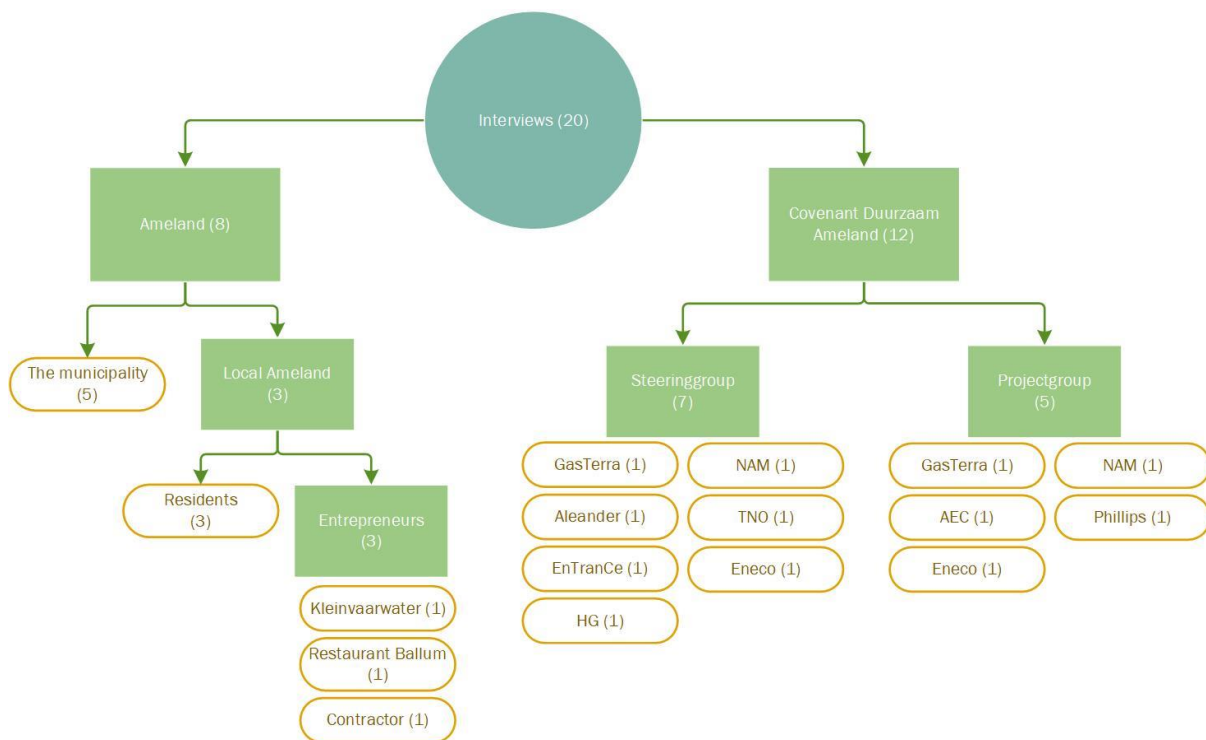 Interviews (20)
Ameland (8)
Covenant Duurzaam
Ameland (12)
The municipality
(5)
Local Ameland
(3)
Residents
(3)
Entrepreneurs
(3)
Kleinvaarwater (1)
Restaurant Ballum
(1)
Contractor (1)
Steeringgroup
(7)
GasTerra (1)
NAM (1)
Aleander (1)
TNO (1)
EnTranCe (1)
Eneco (1)
HG (1)
Projectgroup
(5)
GasTerra (1)
NAM (1)
AEC (1)
Phillips (1)
Eneco (1)